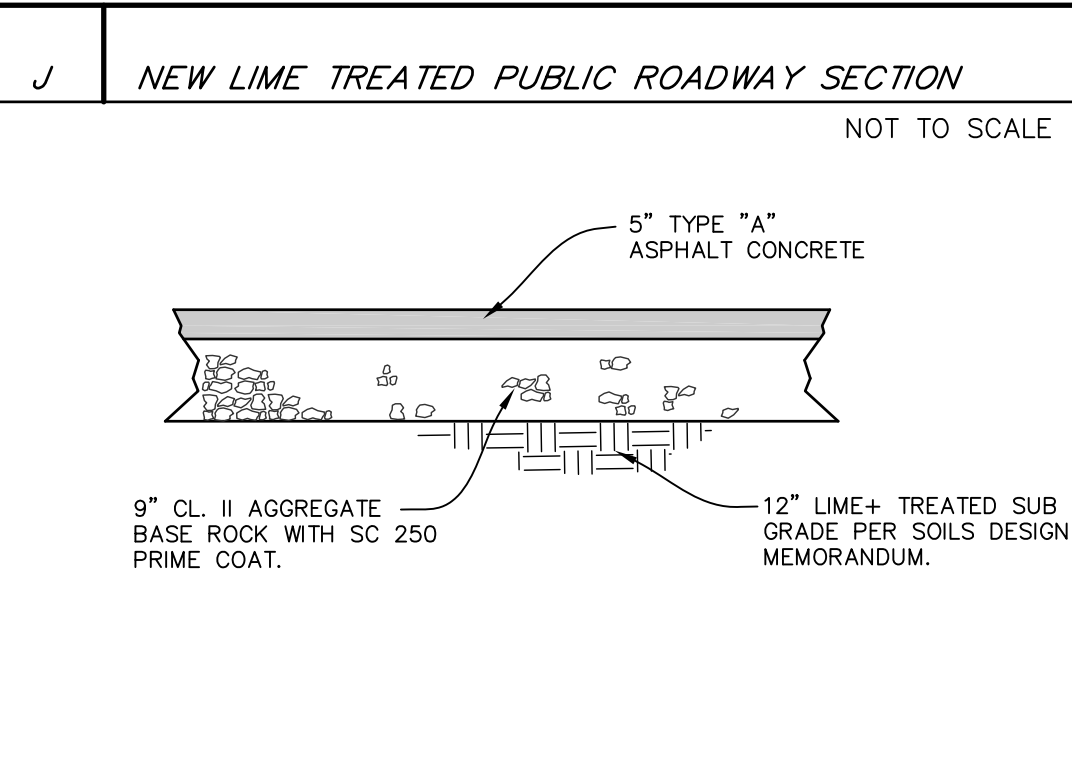 J
NEW LIME TREATED PUBLIC ROADWAY SECTION
NOT TO SCALE
5" TYPE "A"
ASPHALT CONCRETE
9" CL. II AGGREGATE
BASE ROCK WITH SC 250
PRIME COAT.
12" LIME+ TREATED SUB
GRADE PER SOILS DESIGN
MEMORANDUM.